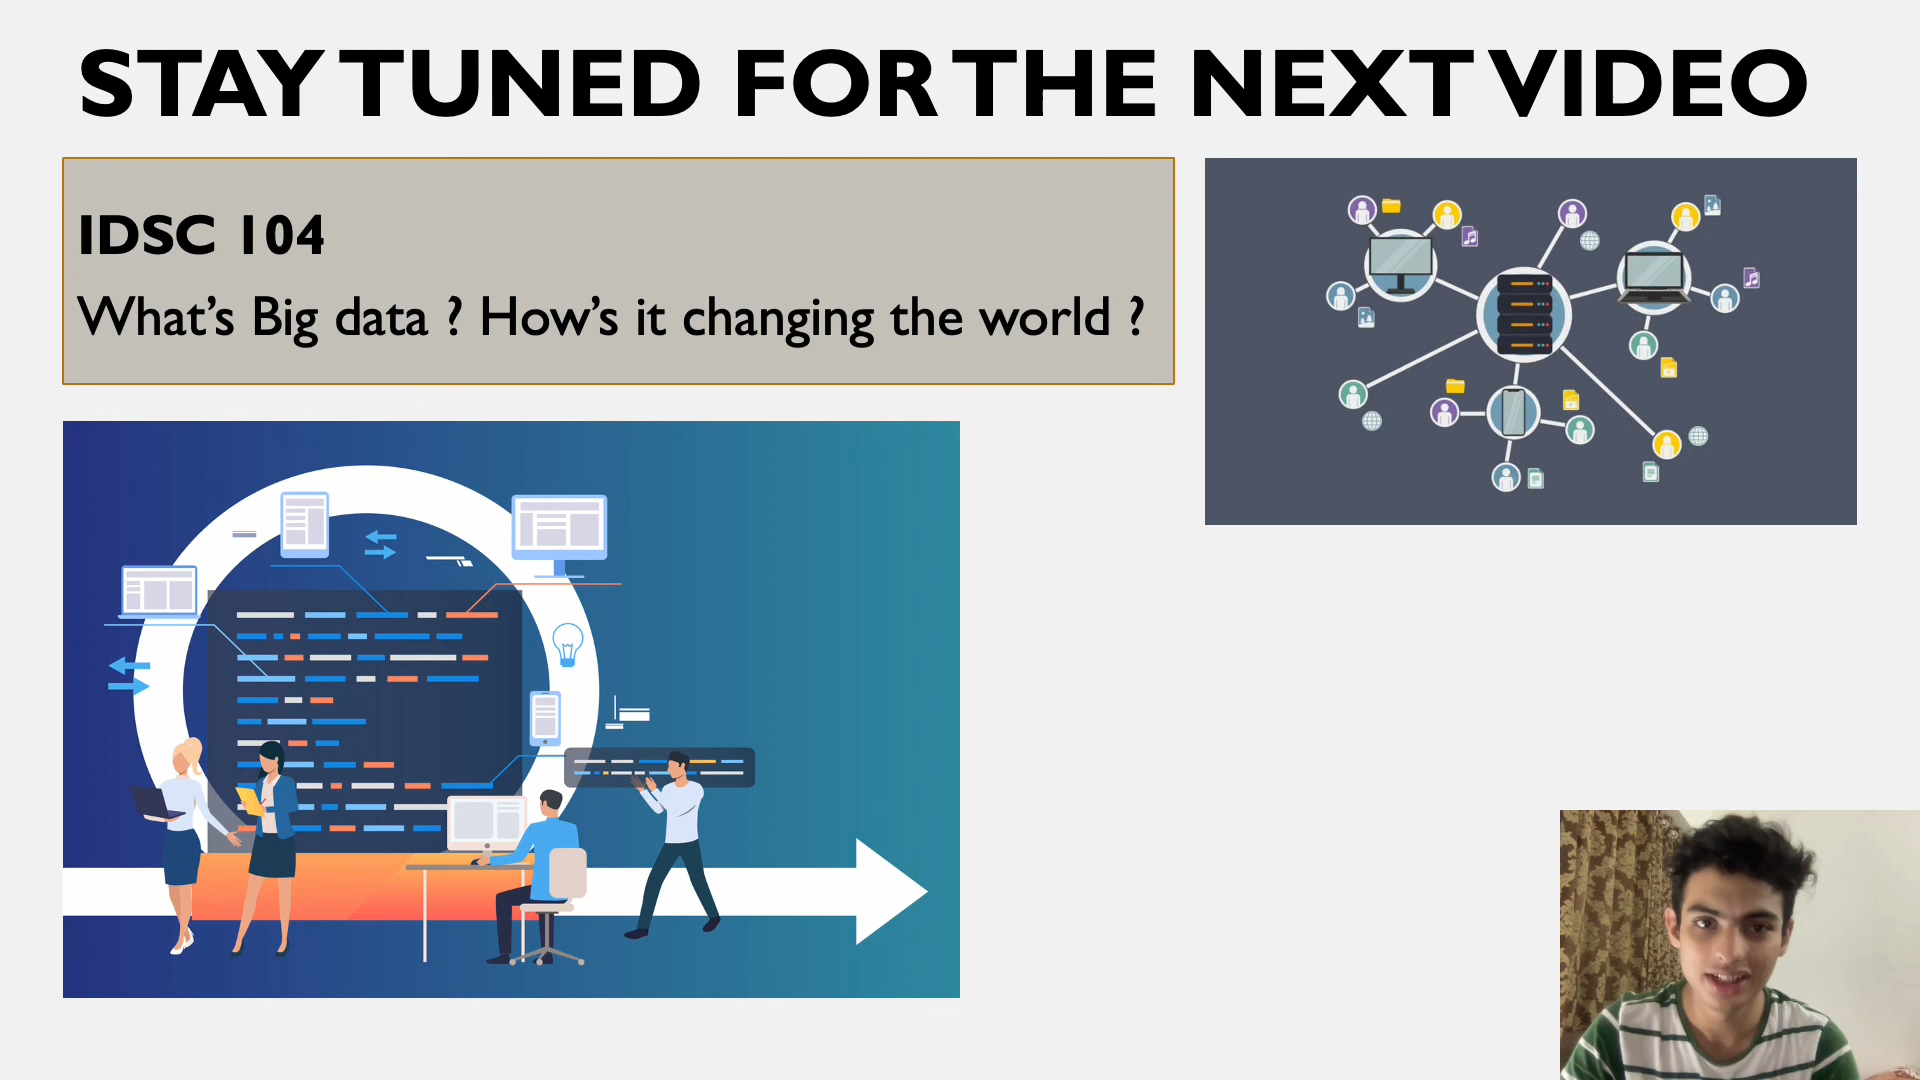 STAY TUNED FOR THE NEXT VIDEO
IDSC 104
What’s Big data ? How’s it changing the world ?